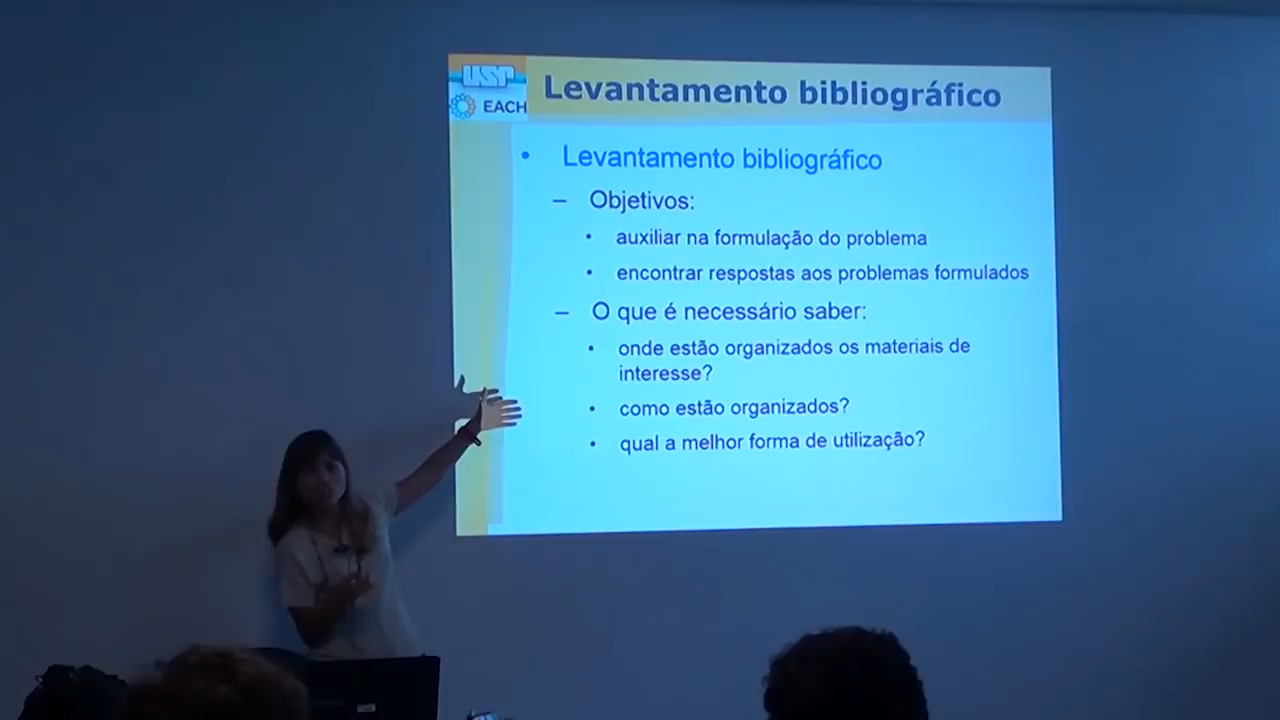 USP
EACH
Levantamento bibliográfico
• Levantamento bibliográfico
– Objetivos:
• auxiliar na formulação do problema
• encontrar respostas aos problemas formulados
– O que é necessário saber:
• onde estão organizados os materiais de
interesse?
• como estão organizados?
• qual a melhor forma de utilização?